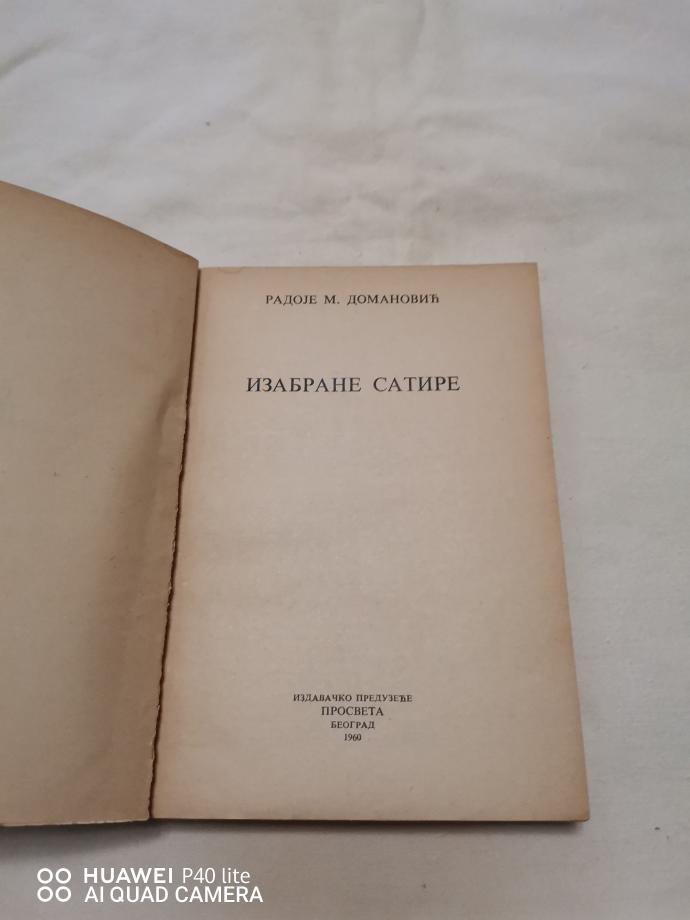 РАДОЈЕ М. ДОМАНОВИЋ
ИЗАБРАНЕ САТИРЕ
ИЗДАВАЧКО ПРЕДУЗЕЋЕ
ПРОСВЕТА
БЕОГРАД
1960
HUAWEI P40 lite
AI QUAD CAMERA